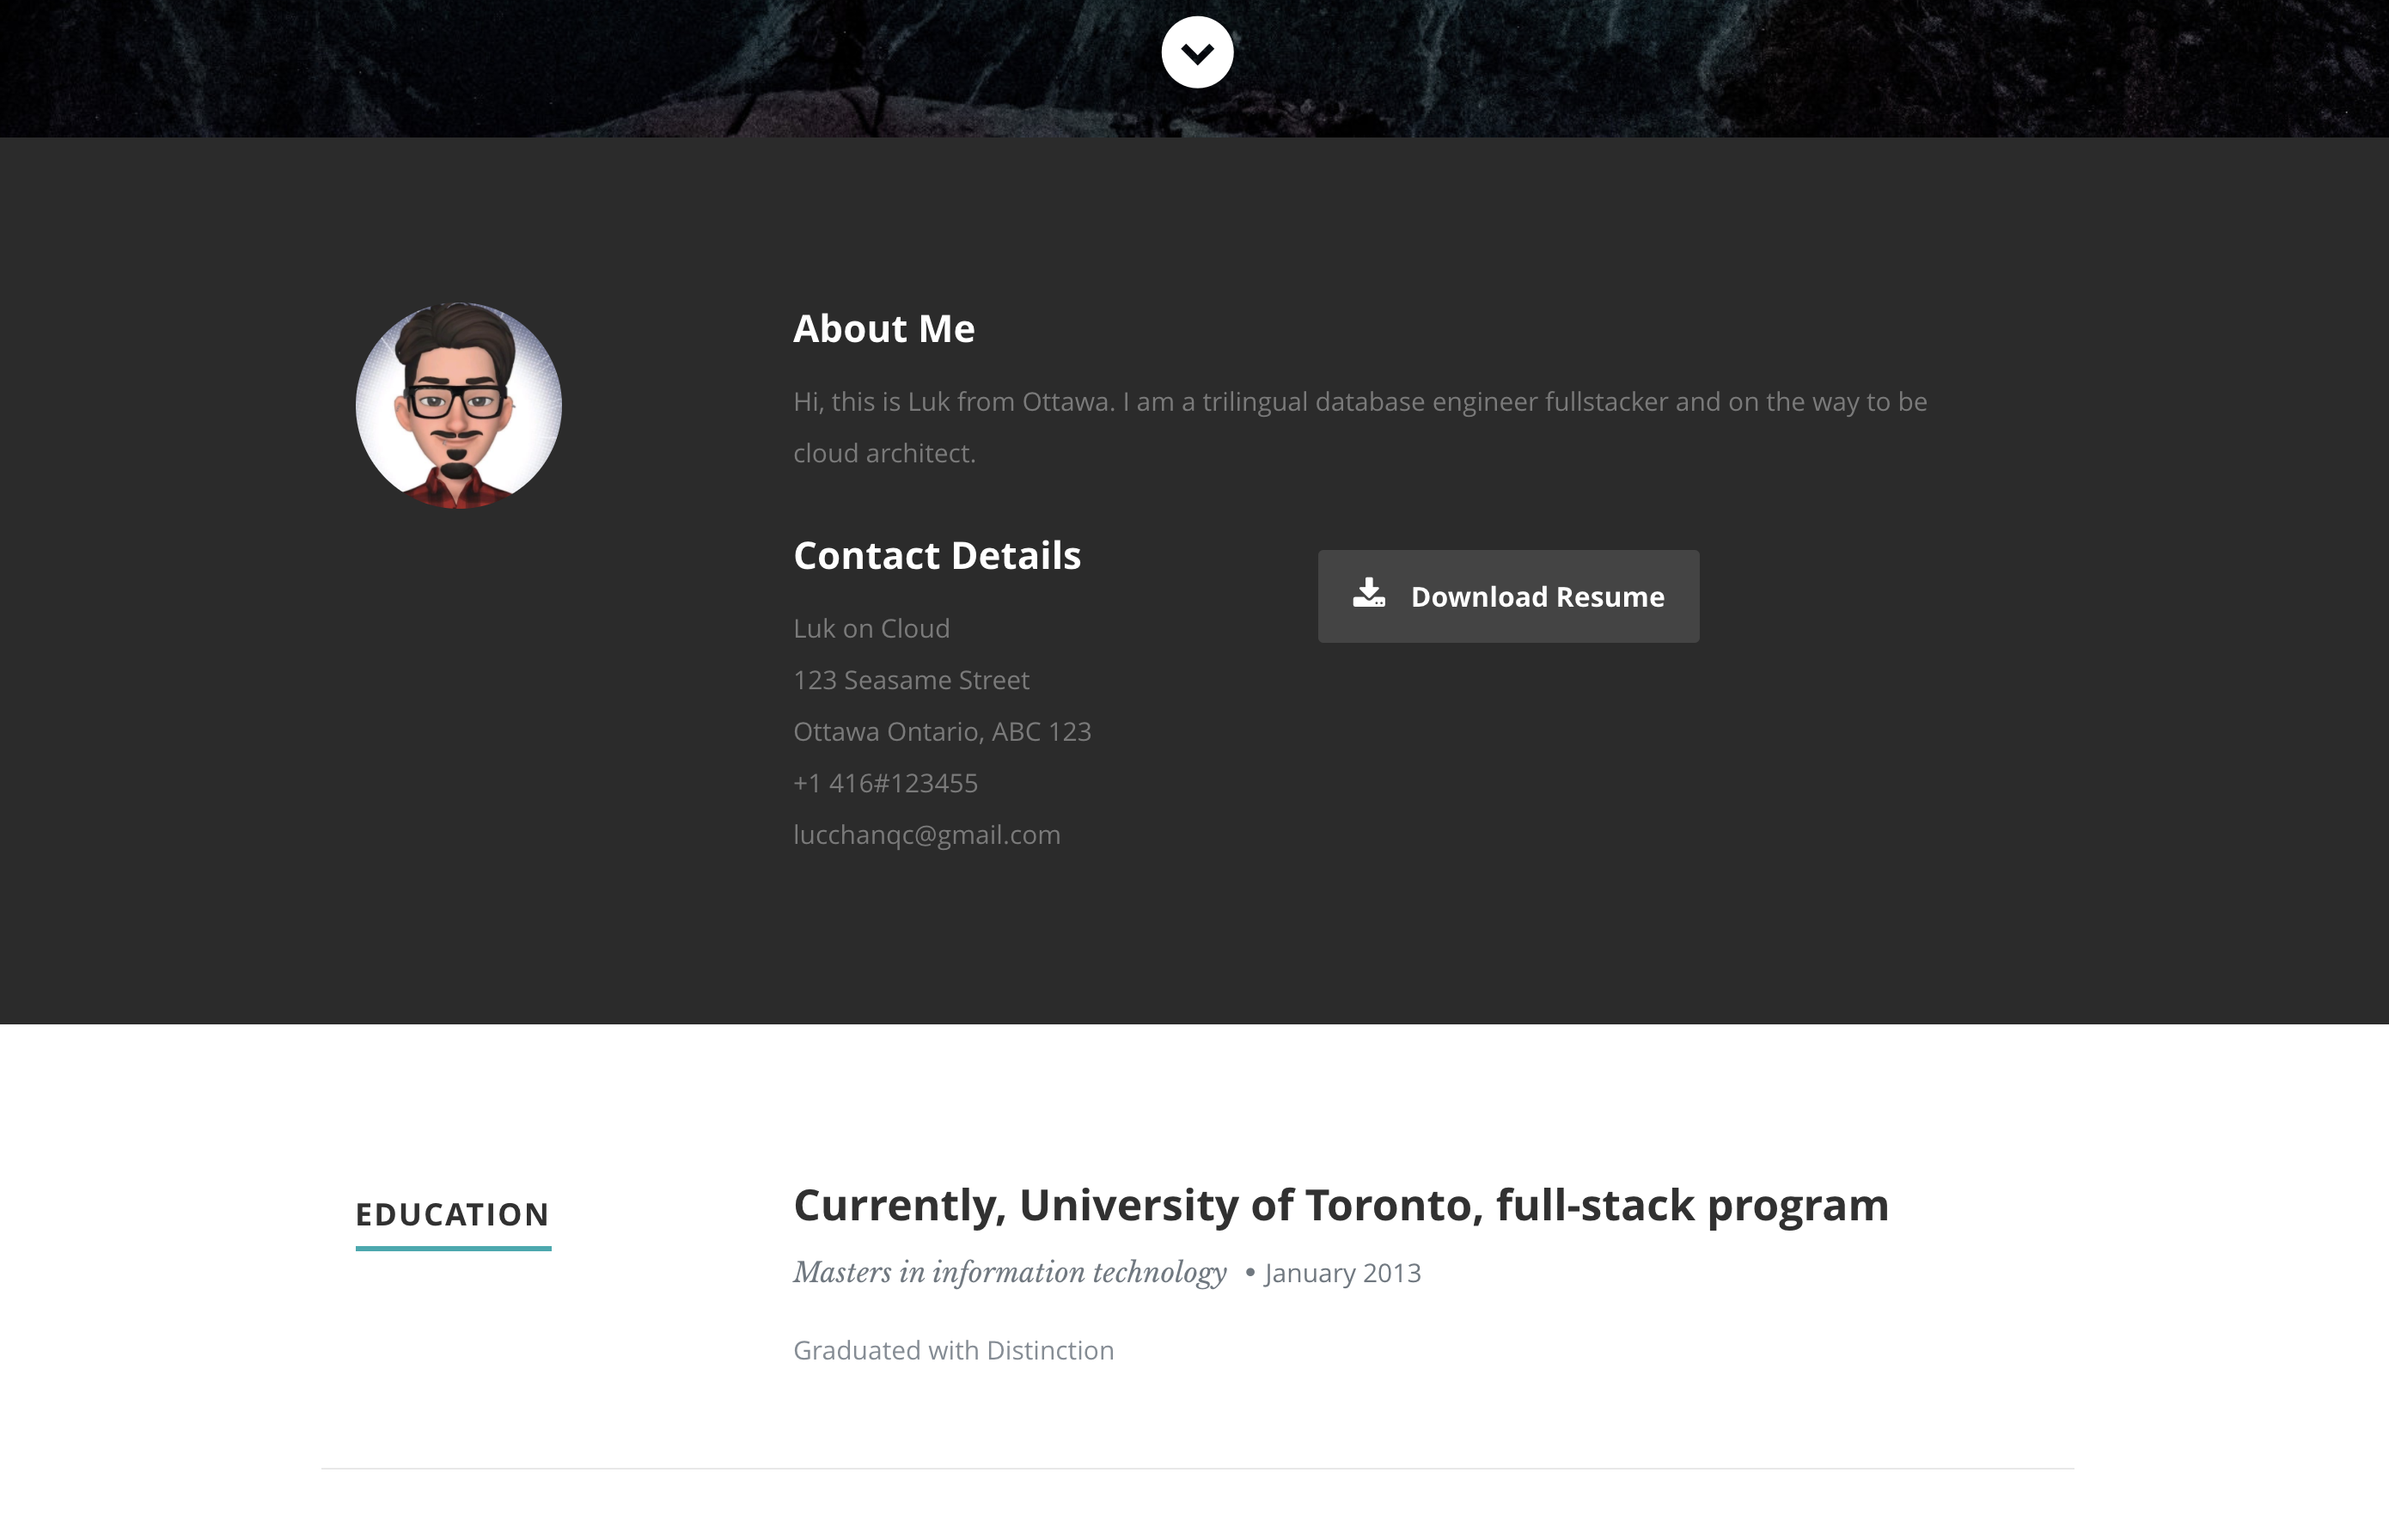 About Me
Hi, this is Luk from Ottawa. I am a trilingual database engineer fullstacker and on the way to be
cloud architect.
Contact Details
Luk on Cloud
123 Seasame Street
Ottawa Ontario, ABC 123
+1 416#123455
lucchanqc@gmail.com
Download Resume
EDUCATION
Currently, University of Toronto, full-stack program
Masters in information technology • January 2013
Graduated with Distinction